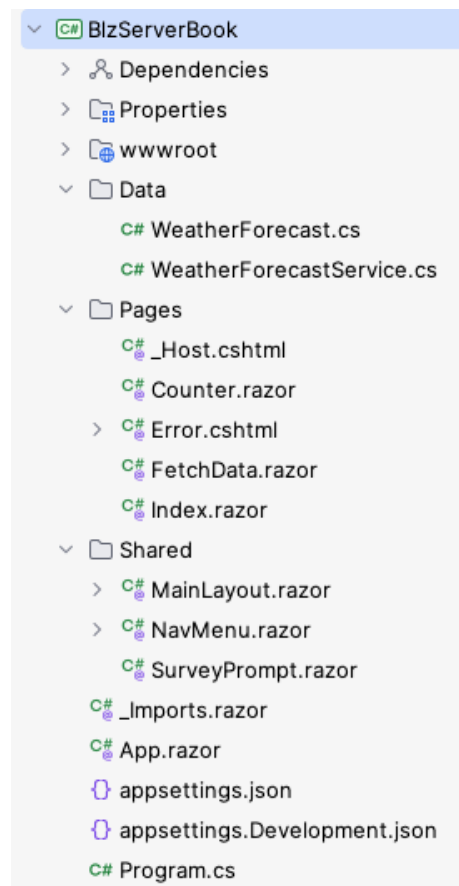 C# BlzServerBook
Dependencies
Properties
wwwroot
Data
C# WeatherForecast.cs
C# WeatherForecastService.cs
Pages
C#@ _Host.cshtml
C#@ Counter.razor
C#@ Error.cshtml
C#@ FetchData.razor
C#@ Index.razor
Shared
C#@ MainLayout.razor
C#@ NavMenu.razor
C#@ SurveyPrompt.razor
C#@ _Imports.razor
C#@ App.razor
{} appsettings.json
{} appsettings.Development.json
C# Program.cs